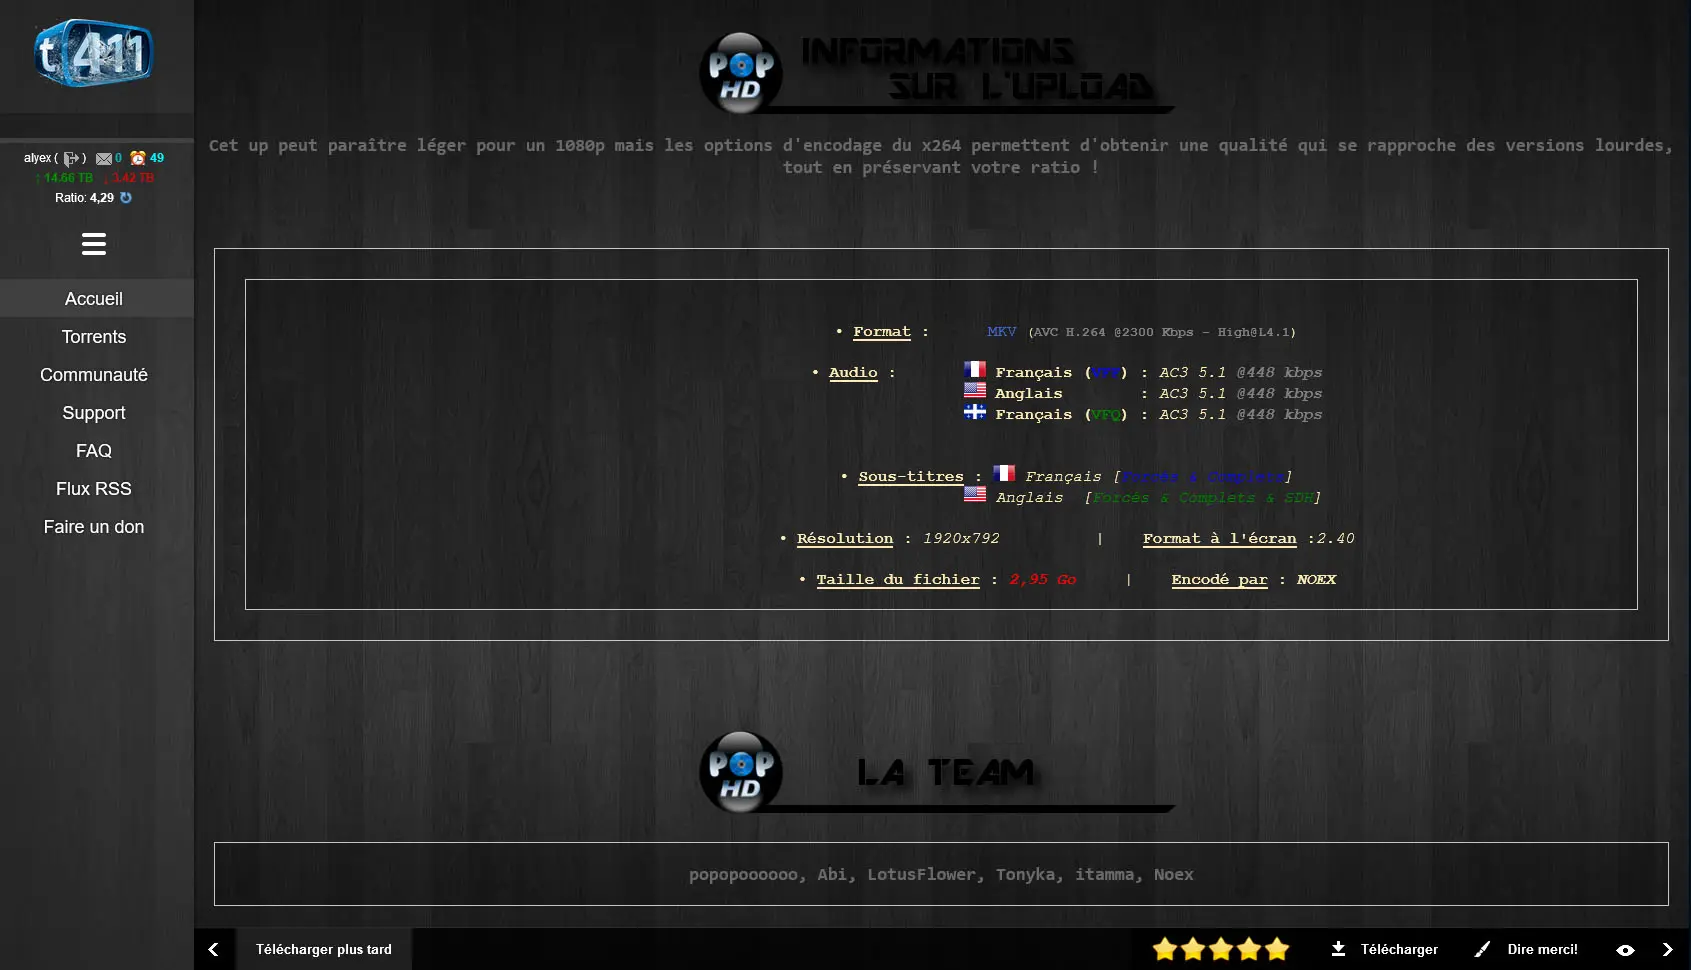 t411
alyex ( ) 0 49
↑ 14.66 TB ↓ 3.42 TB
Ratio: 4,29
Accueil
Torrents
Communauté
Support
FAQ
Flux RSS
Faire un don
POP HD
INFORMATIONS
SUR L'UPLOAD
Cet up peut paraître léger pour un 1080p mais les options d'encodage du x264 permettent d'obtenir une qualité qui se rapproche des versions lourdes,
tout en préservant votre ratio !
• Format : MKV (AVC H.264 @2300 Kbps - High@L4.1)
• Audio : Français (VFF) : AC3 5.1 @448 kbps
Anglais : AC3 5.1 @448 kbps
Français (VFQ) : AC3 5.1 @448 kbps
• Sous-titres : Français [Forcés & Complets]
Anglais [Forcés & Complets & SDH]
• Résolution : 1920x792 | Format à l'écran :2.40
• Taille du fichier : 2,95 Go | Encodé par : NOEX
POP HD
LA TEAM
popopoooooo, Abi, LotusFlower, Tonyka, itamma, Noex
Télécharger plus tard
Télécharger
Dire merci!